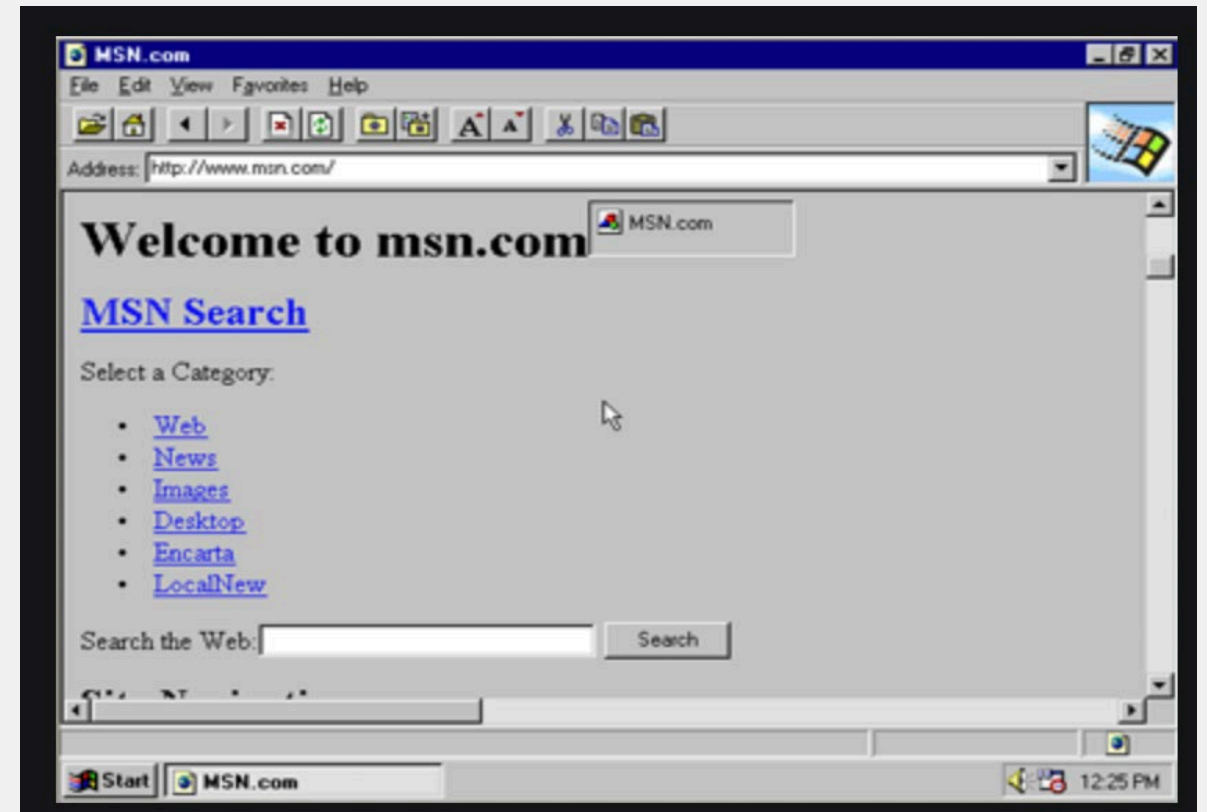 MSN.com
File Edit View Favorites Help
A A
Address: http://www.msn.com/
Welcome to msn.com MSN.com
MSN Search
Select a Category:
• Web
• News
• Images
• Desktop
• Encarta
• LocalNew
Search the Web: Search
Site Navigation
Start MSN.com 12:25 PM